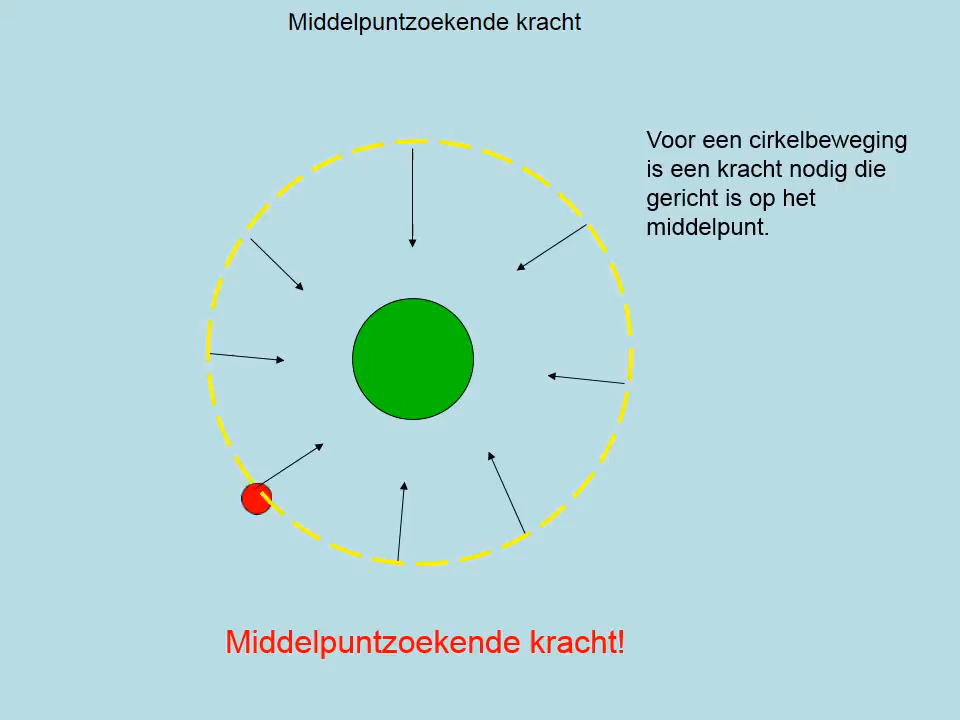 Middelpuntzoekende kracht
Voor een cirkelbeweging
is een kracht nodig die
gericht is op het
middelpunt.
Middelpuntzoekende kracht!